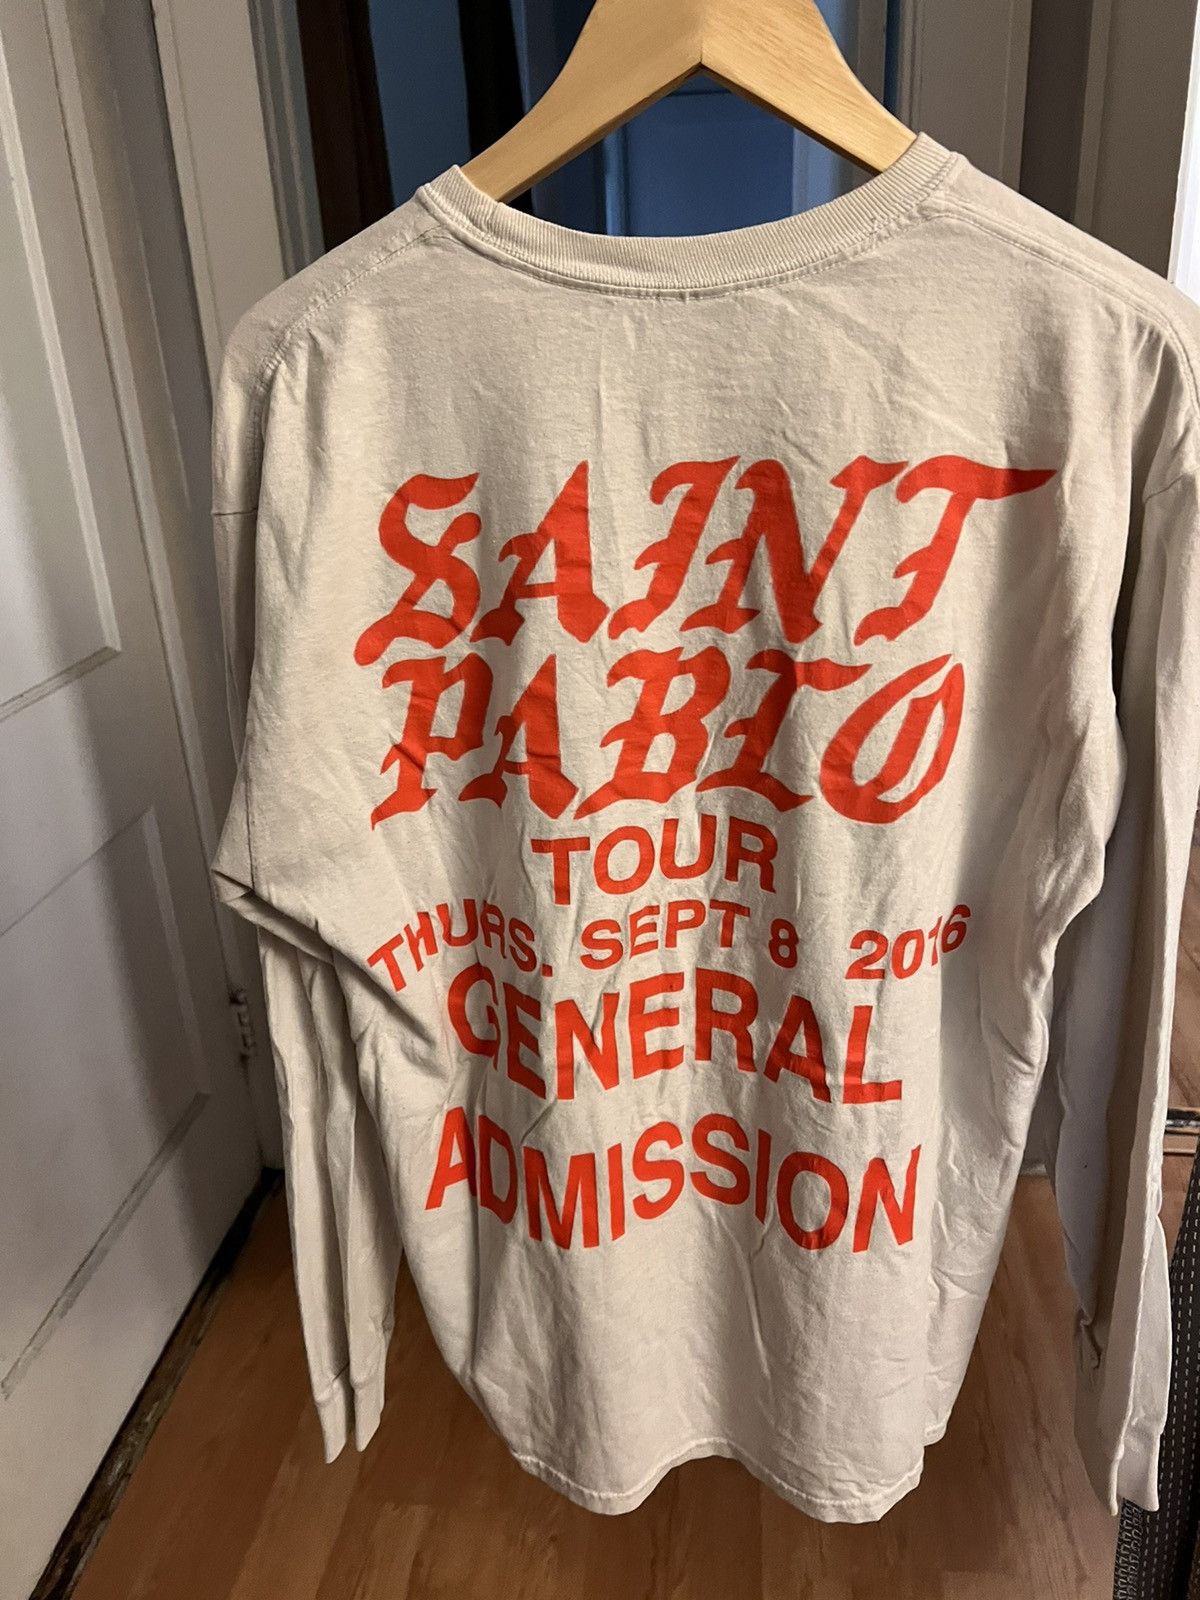 SAINT
PABLO
TOUR
THURS. SEPT 8 2016
GENERAL
ADMISSION